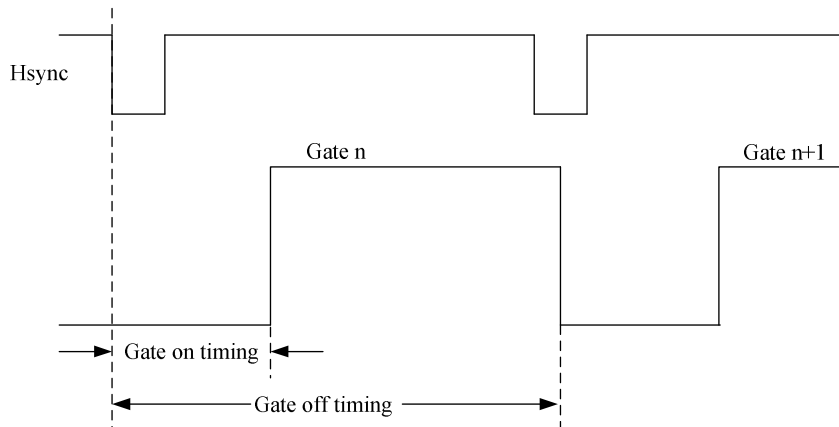 Hsync
Gate n
Gate n+1
Gate on timing
Gate off timing